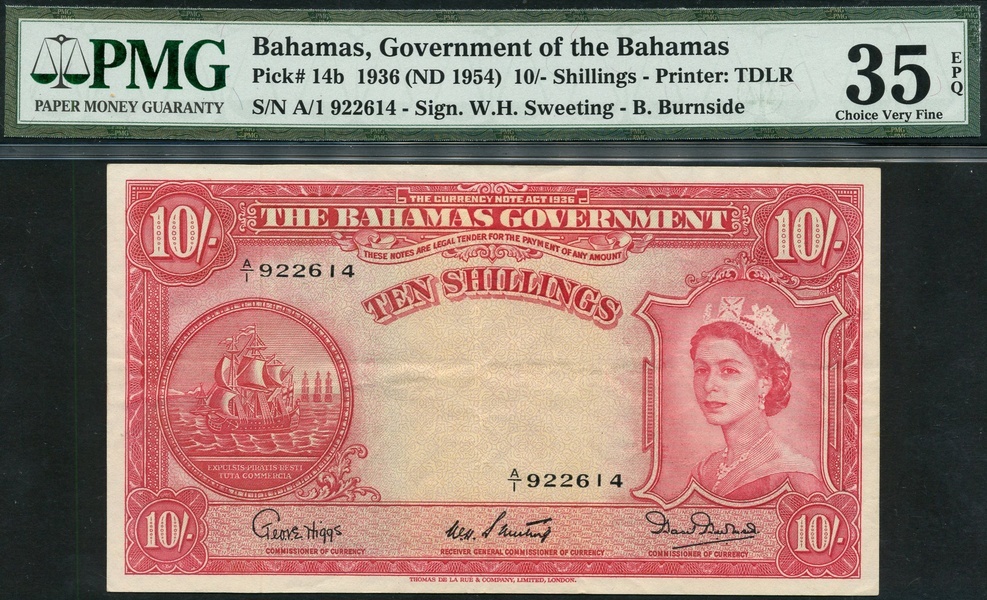 PMG
PAPER MONEY GUARANTY
Bahamas, Government of the Bahamas
Pick# 14b 1936 (ND 1954) 10/- Shillings - Printer: TDLR
S/N A/1 922614 - Sign. W.H. Sweeting - B. Burnside
35
EPQ
Choice Very Fine
THE CURRENCY NOTE ACT 1936
10/-
THE BAHAMAS GOVERNMENT
10/-
THESE NOTES ARE LEGAL TENDER FOR THE PAYMENT OF ANY AMOUNT
A/1 922614
TEN SHILLINGS
EXPULSIS PIRATIS RESTI
TUTA COMMERCIA
A/1 922614
10/-
Geo. E. Higgs
10/-
COMMISSIONER OF CURRENCY
RECEIVER GENERAL COMMISSIONER OF CURRENCY
COMMISSIONER OF CURRENCY
THOMAS DE LA RUE & COMPANY, LIMITED, LONDON.